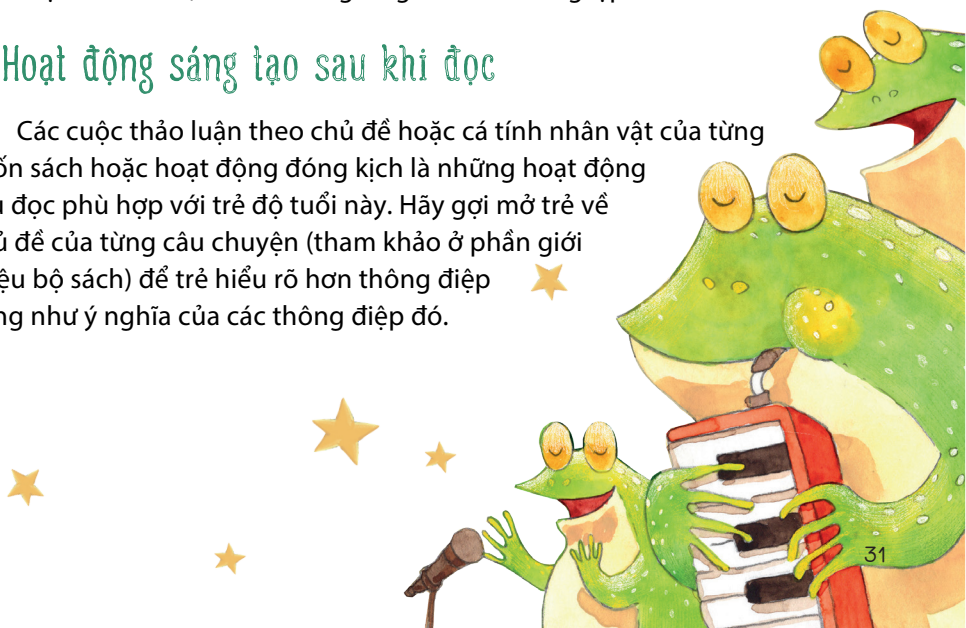 Hoạt động sáng tạo sau khi đọc
Các cuộc thảo luận theo chủ đề hoặc cá tính nhân vật của từng
ốn sách hoặc hoạt động đóng kịch là những hoạt động
đọc phù hợp với trẻ độ tuổi này. Hãy gợi mở trẻ về
đề của từng câu chuyện (tham khảo ở phần giới
ệu bộ sách) để trẻ hiểu rõ hơn thông điệp
ng như ý nghĩa của các thông điệp đó.
31